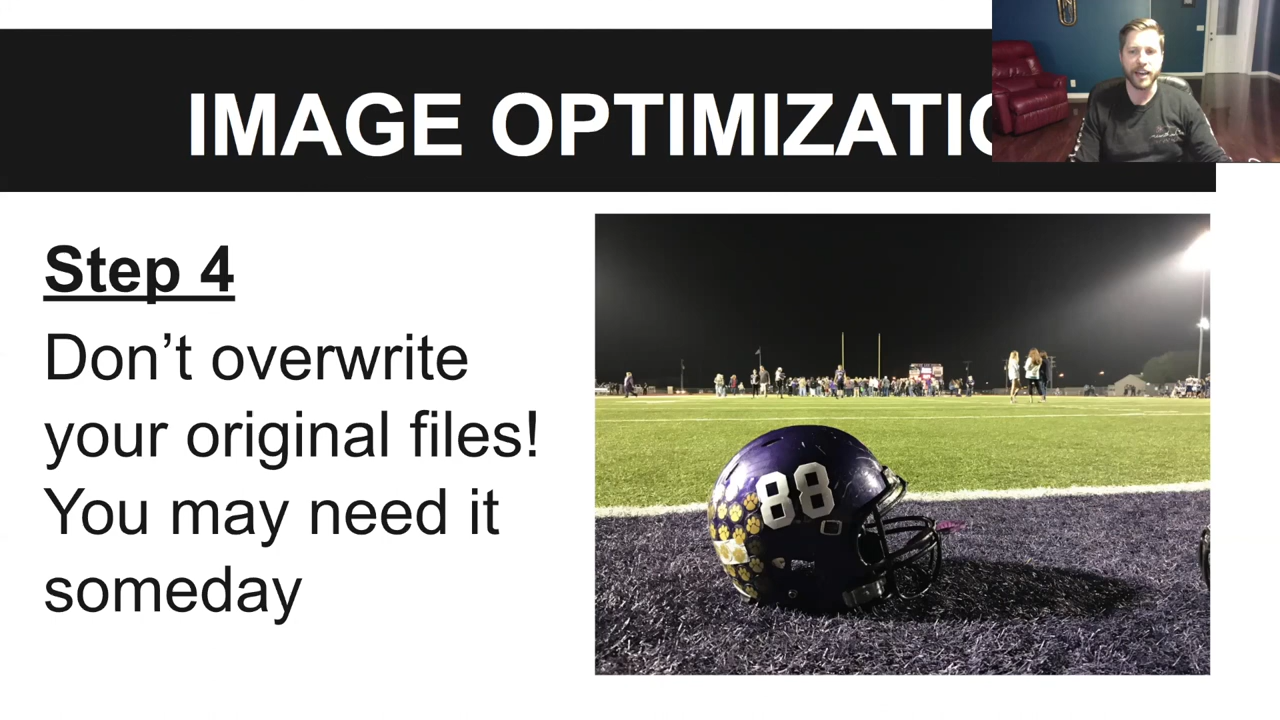 IMAGE OPTIMIZATIO
Step 4
Don’t overwrite
your original files!
You may need it
someday
88